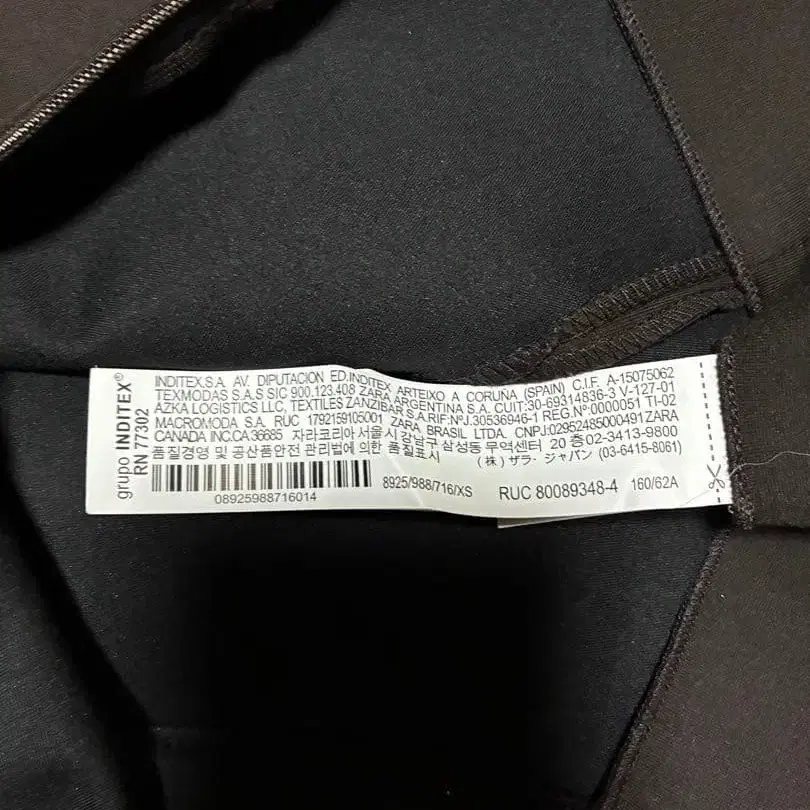 grupo INDITEX®
RN 77302
INDITEX.S.A. AV. DIPUTACION ED.INDITEX ARTEIXO A CORUNA (SPAIN) C.I.F. A-15075062
TEXMODAS S.A.S SIC 900.123.408 ZARA ARGENTINA S.A. CUIT:30-69314836-3 V-127-01
AZKA LOGISTICS LLC, TEXTILES ZANZIBAR S.A.RIF:NºJ.30536946-1 REG.Nº:0000051 TI-02
MACROMODA S.A. RUC 1792159105001 ZARA BRASIL LTDA. CNPJ:02952485000491 ZARA
CANADA INC.CA 36685 자라코리아 서울시 강남구 삼성동 무역센터 20 층02-3413-9800
품질경영 및 공산품안전 관리법에 의한 품질표시 (株) ザラ・ジャパン (03-6415-8061)
08925988716014
8925/988/716/XS RUC 80089348-4 160/62A